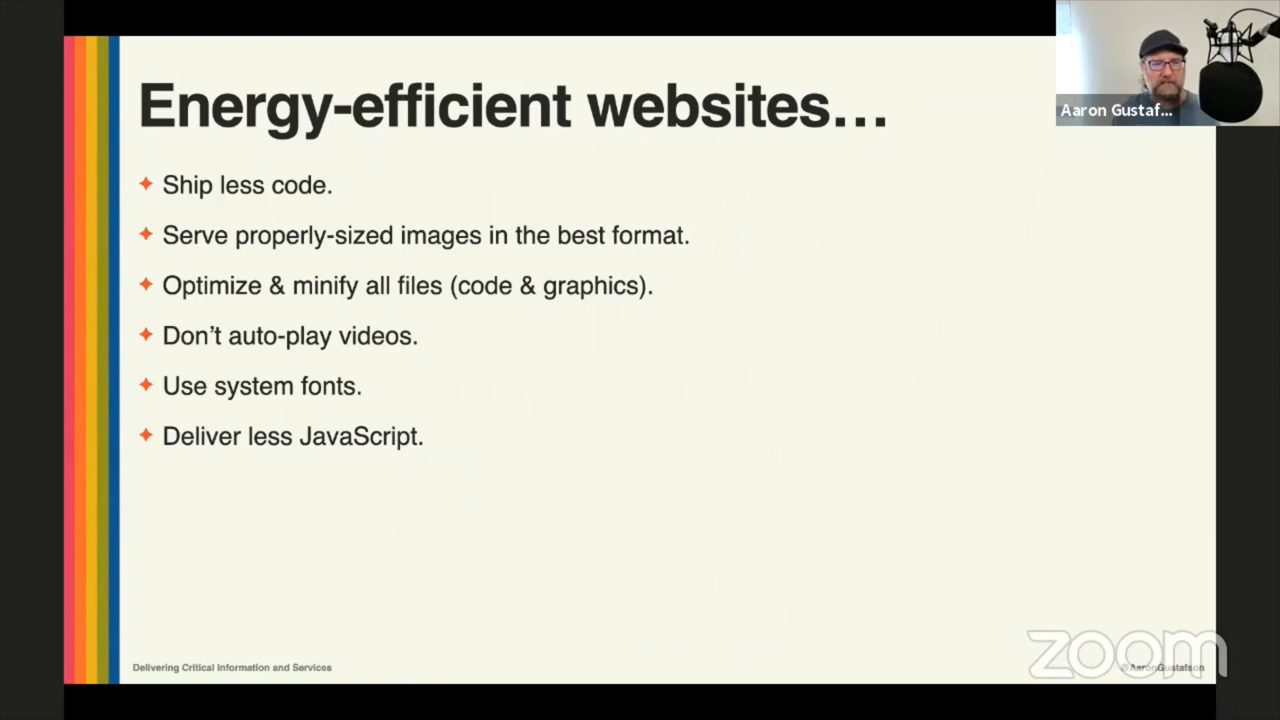 Energy-efficient websites…
Aaron Gustaf...
Ship less code.
Serve properly-sized images in the best format.
Optimize & minify all files (code & graphics).
Don’t auto-play videos.
Use system fonts.
Deliver less JavaScript.
zoom
Delivering Critical Information and Services
@AaronGustafson